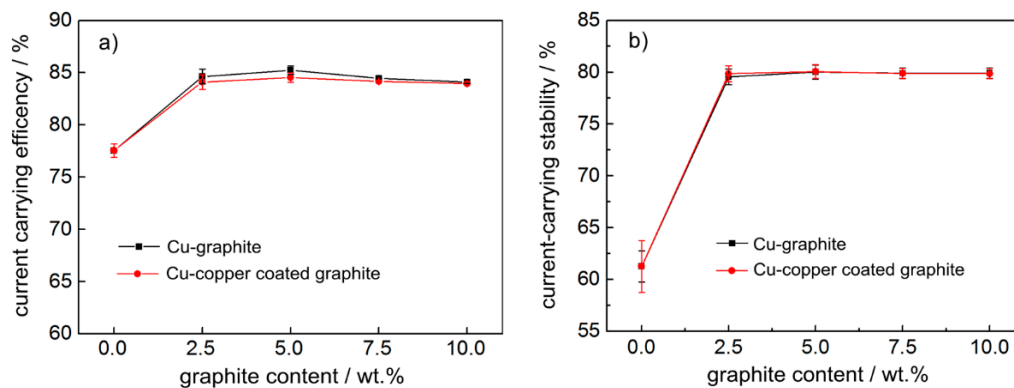 a)
current carrying efficency / %
90
85
80
75
70
65
60
0.0 2.5 5.0 7.5 10.0
graphite content / wt.%
Cu-graphite
Cu-copper coated graphite
b)
current-carrying stability / %
85
80
75
70
65
60
55
0.0 2.5 5.0 7.5 10.0
graphite content / wt.%
Cu-graphite
Cu-copper coated graphite